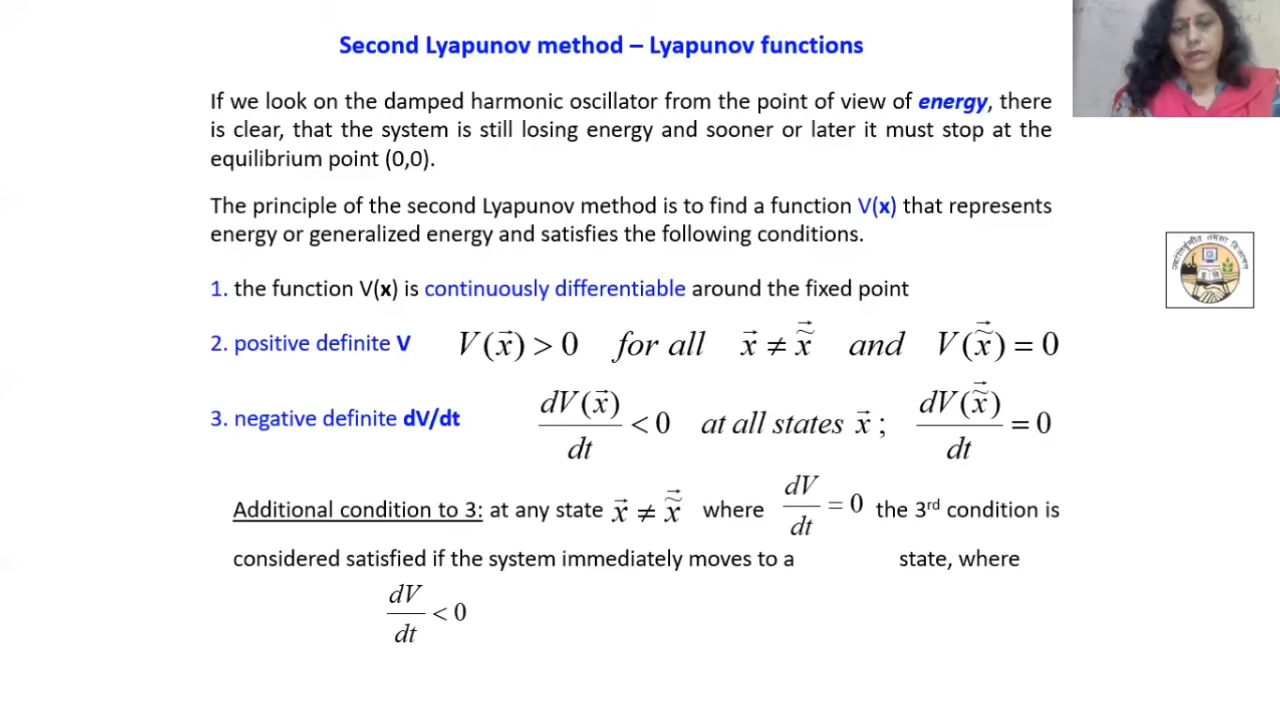 Second Lyapunov method – Lyapunov functions
If we look on the damped harmonic oscillator from the point of view of energy, there
is clear, that the system is still losing energy and sooner or later it must stop at the
equilibrium point (0,0).
The principle of the second Lyapunov method is to find a function V(x) that represents
energy or generalized energy and satisfies the following conditions.
1. the function V(x) is continuously differentiable around the fixed point
2. positive definite V V(x⃗) > 0 for all x⃗ ≠ x̃⃗ and V(x̃⃗) = 0
3. negative definite dV/dt dV(x⃗)/dt < 0 at all states x⃗ ; dV(x̃⃗)/dt = 0
Additional condition to 3: at any state x⃗ ≠ x̃⃗ where dV/dt = 0 the 3rd condition is
considered satisfied if the system immediately moves to a state, where
dV/dt < 0